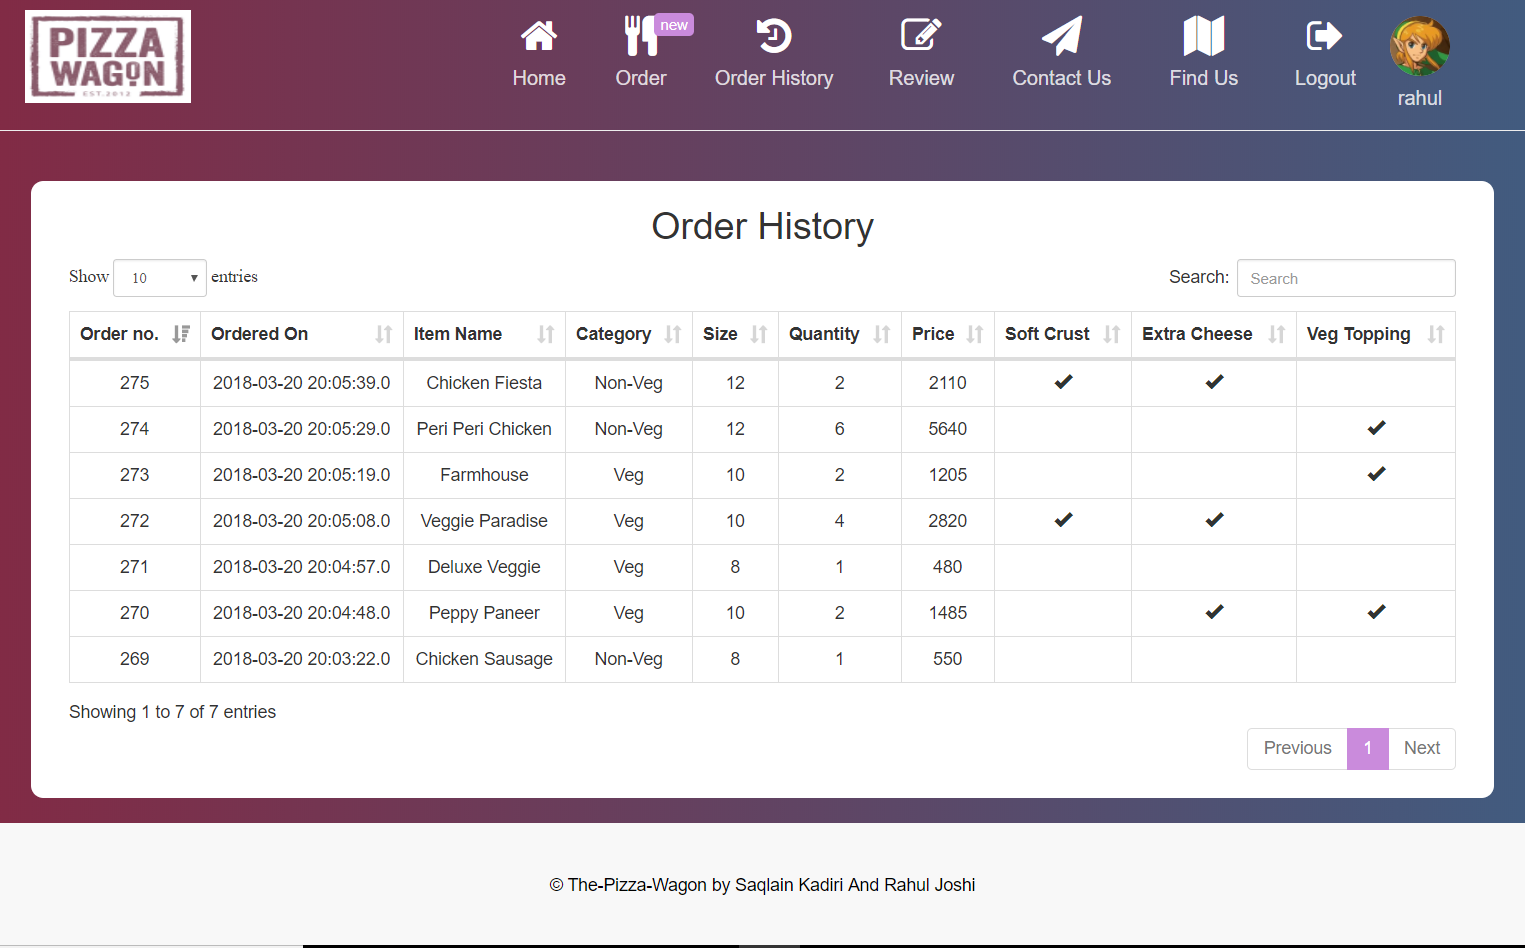 PIZZA
WAGON
EST. 2012
new
Home Order Order History Review Contact Us Find Us Logout
rahul
Order History
Show 10 entries Search: Search
Order no. Ordered On Item Name Category Size Quantity Price Soft Crust Extra Cheese Veg Topping
275 2018-03-20 20:05:39.0 Chicken Fiesta Non-Veg 12 2 2110 ✔ ✔
274 2018-03-20 20:05:29.0 Peri Peri Chicken Non-Veg 12 6 5640 ✔
273 2018-03-20 20:05:19.0 Farmhouse Veg 10 2 1205 ✔
272 2018-03-20 20:05:08.0 Veggie Paradise Veg 10 4 2820 ✔ ✔
271 2018-03-20 20:04:57.0 Deluxe Veggie Veg 8 1 480
270 2018-03-20 20:04:48.0 Peppy Paneer Veg 10 2 1485 ✔ ✔
269 2018-03-20 20:03:22.0 Chicken Sausage Non-Veg 8 1 550
Showing 1 to 7 of 7 entries
Previous 1 Next
© The-Pizza-Wagon by Saqlain Kadiri And Rahul Joshi